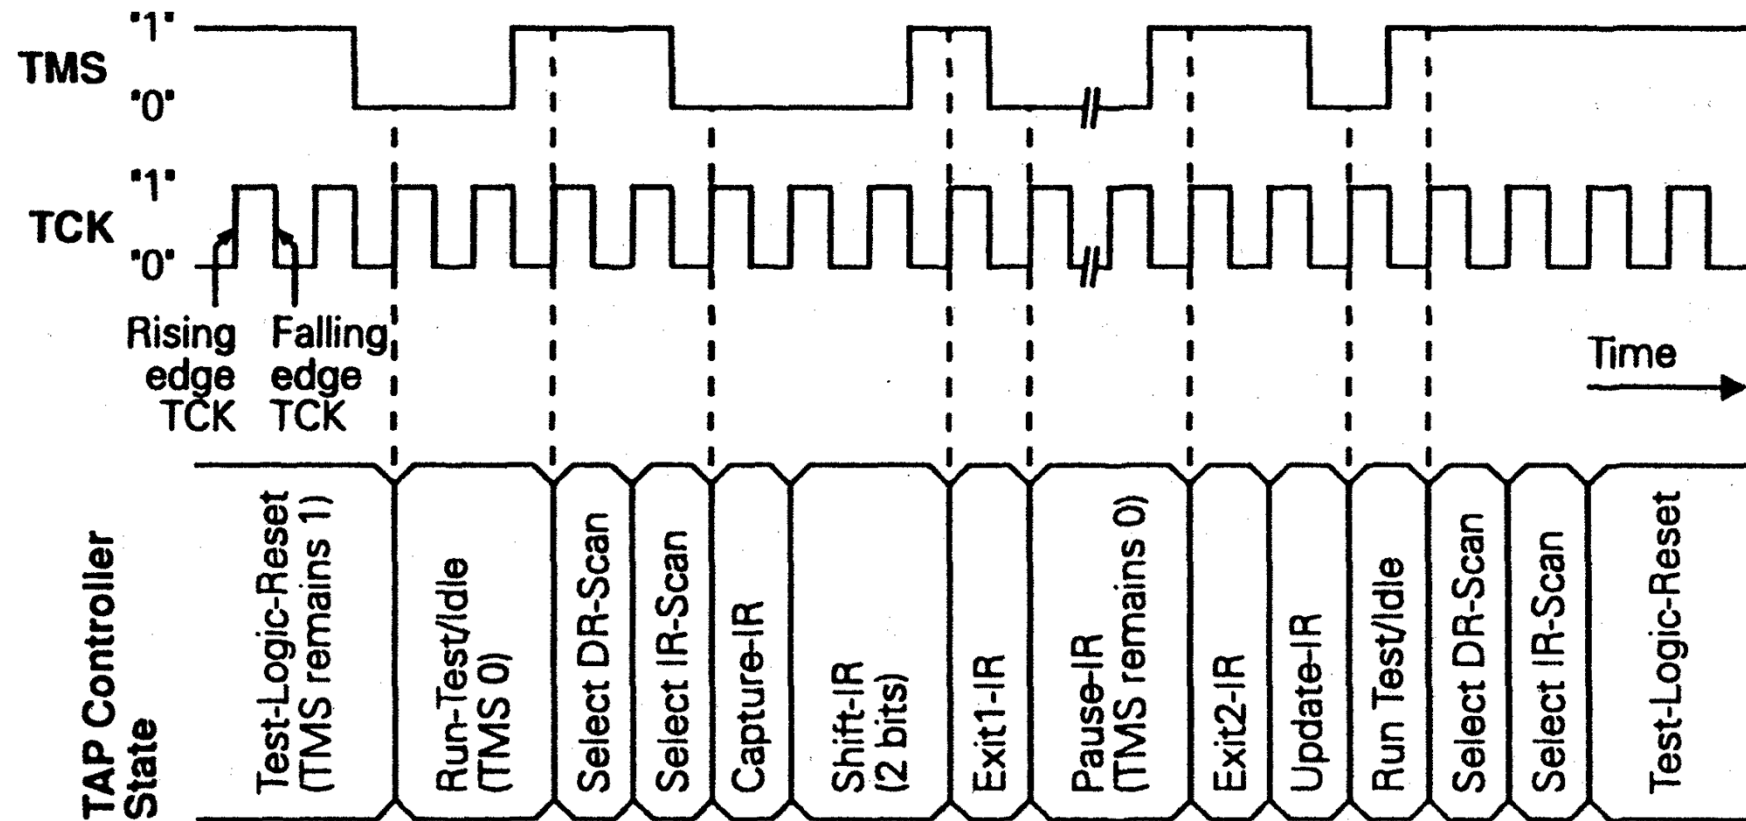 "1"
TMS
"0"
"1"
TCK
"0"
Rising
edge
TCK
Falling
edge
TCK
Time
TAP Controller
State
Test-Logic-Reset
(TMS remains 1)
Run-Test/Idle
(TMS 0)
Select DR-Scan
Select IR-Scan
Capture-IR
Shift-IR
(2 bits)
Exit1-IR
Pause-IR
(TMS remains 0)
Exit2-IR
Update-IR
Run Test/Idle
Select DR-Scan
Select IR-Scan
Test-Logic-Reset